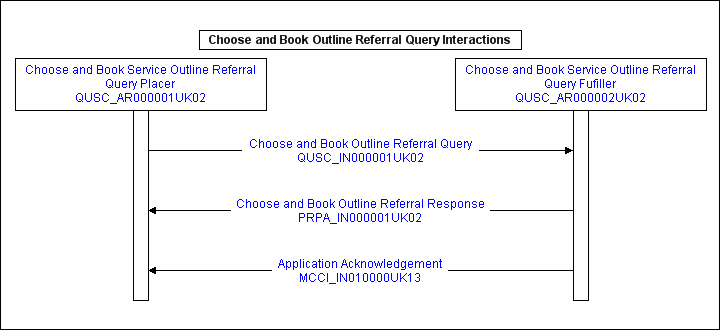 Choose and Book Outline Referral Query Interactions
Choose and Book Service Outline Referral
Query Placer
QUSC_AR000001UK02
Choose and Book Service Outline Referral
Query Fufiller
QUSC_AR000002UK02
Choose and Book Outline Referral Query
QUSC_IN000001UK02
Choose and Book Outline Referral Response
PRPA_IN000001UK02
Application Acknowledgement
MCCI_IN010000UK13